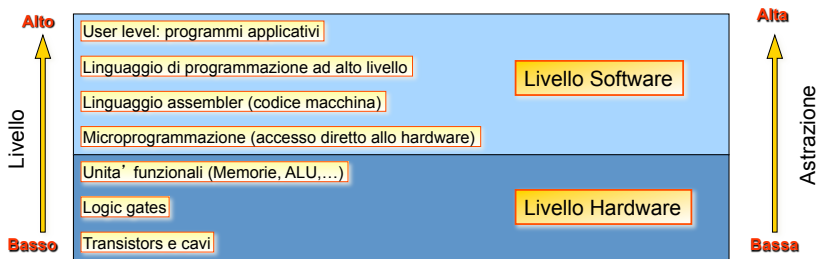 Alto
Alta
User level: programmi applicativi
Linguaggio di programmazione ad alto livello
Livello Software
Linguaggio assembler (codice macchina)
Microprogrammazione (accesso diretto allo hardware)
Livello
Astrazione
Unita’ funzionali (Memorie, ALU,…)
Logic gates
Livello Hardware
Transistors e cavi
Basso
Bassa